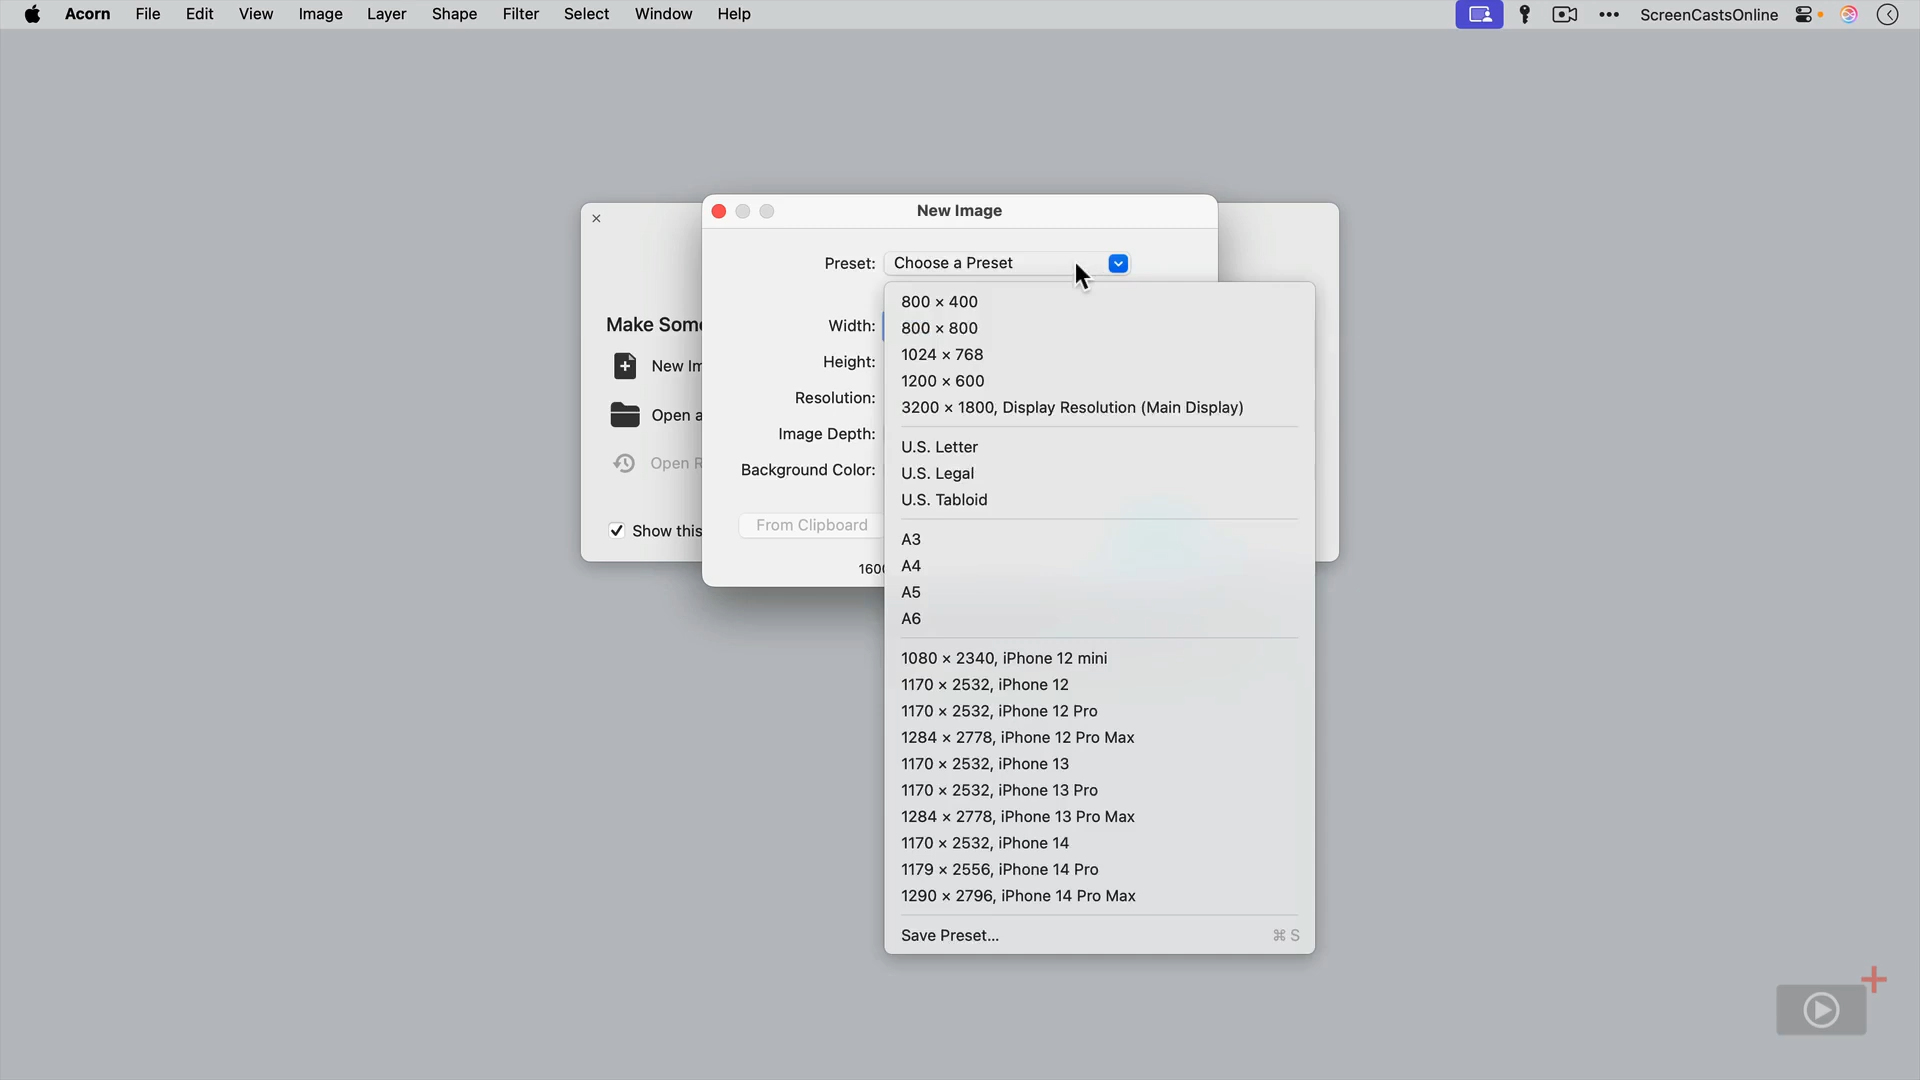 Acorn File Edit View Image Layer Shape Filter Select Window Help ScreenCastsOnline
New Image
Preset: Choose a Preset
800 × 400
Make Som
Width:
800 × 800
New Im
Height:
1024 × 768
1200 × 600
Resolution:
3200 × 1800, Display Resolution (Main Display)
Open a
Image Depth:
U.S. Letter
Open R
Background Color:
U.S. Legal
U.S. Tabloid
Show this
From Clipboard
A3
160
A4
A5
A6
1080 × 2340, iPhone 12 mini
1170 × 2532, iPhone 12
1170 × 2532, iPhone 12 Pro
1284 × 2778, iPhone 12 Pro Max
1170 × 2532, iPhone 13
1170 × 2532, iPhone 13 Pro
1284 × 2778, iPhone 13 Pro Max
1170 × 2532, iPhone 14
1179 × 2556, iPhone 14 Pro
1290 × 2796, iPhone 14 Pro Max
Save Preset... ⌘ S